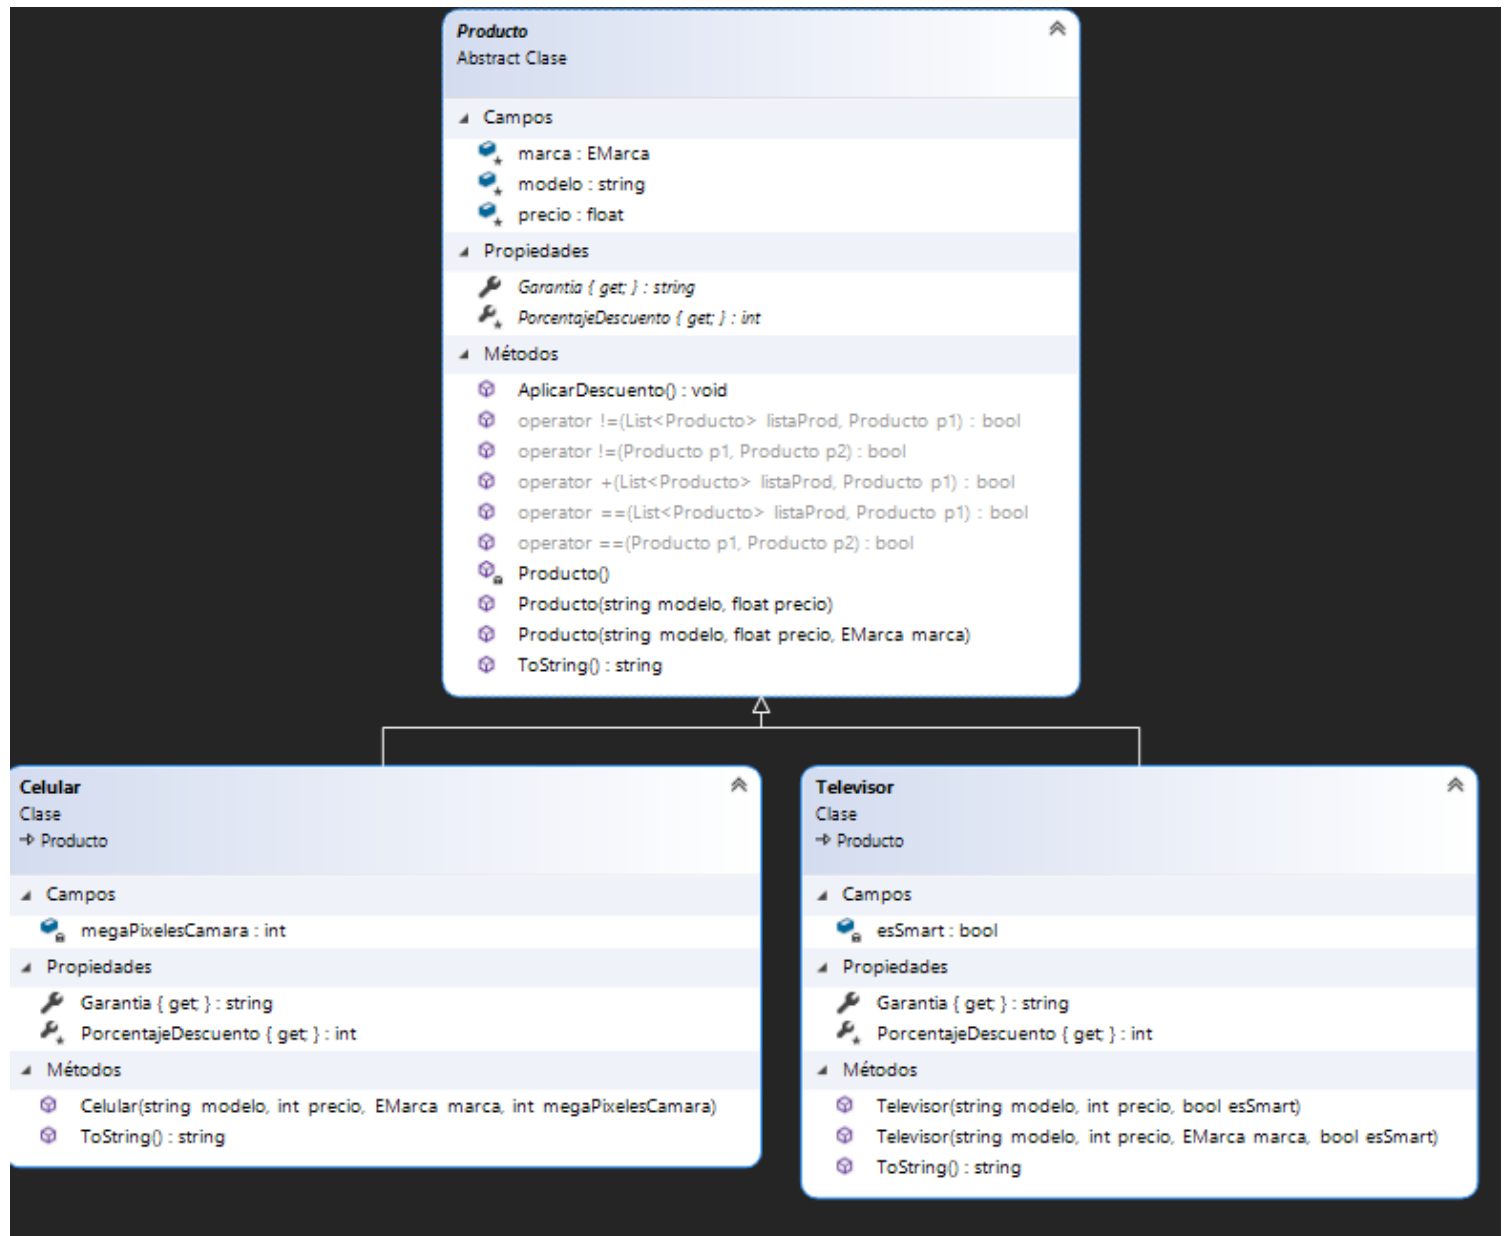 Producto
Abstract Clase
Campos
marca : EMarca
modelo : string
precio : float
Propiedades
Garantia { get; } : string
PorcentajeDescuento { get; } : int
Métodos
AplicarDescuento() : void
operator !=(List<Producto> listaProd, Producto p1) : bool
operator !=(Producto p1, Producto p2) : bool
operator +(List<Producto> listaProd, Producto p1) : bool
operator ==(List<Producto> listaProd, Producto p1) : bool
operator ==(Producto p1, Producto p2) : bool
Producto()
Producto(string modelo, float precio)
Producto(string modelo, float precio, EMarca marca)
ToString() : string
Celular
Clase
Producto
Campos
megaPixelesCamara : int
Propiedades
Garantia { get; } : string
PorcentajeDescuento { get; } : int
Métodos
Celular(string modelo, int precio, EMarca marca, int megaPixelesCamara)
ToString() : string
Televisor
Clase
Producto
Campos
esSmart : bool
Propiedades
Garantia { get; } : string
PorcentajeDescuento { get; } : int
Métodos
Televisor(string modelo, int precio, bool esSmart)
Televisor(string modelo, int precio, EMarca marca, bool esSmart)
ToString() : string